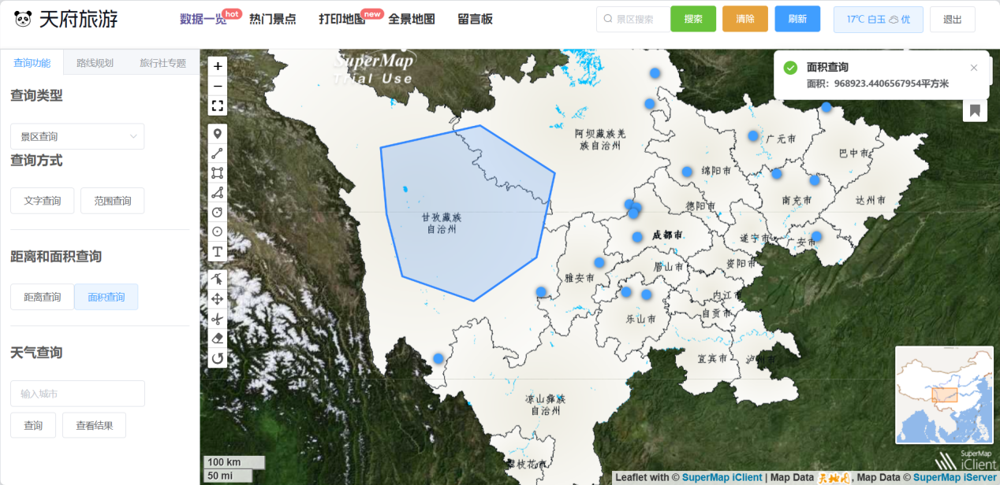 天府旅游
数据一览 hot
热门景点
打印地图 new
全景地图
留言板
景区搜索
搜索
清除
刷新
17℃ 白玉 优
退出
查询功能
路线规划
旅行社专题
查询类型
景区查询
查询方式
文字查询
范围查询
距离和面积查询
距离查询
面积查询
天气查询
输入城市
查询
查看结果
面积查询
面积：968923.4406567954平方米
SuperMap
Trial Use
阿坝藏族羌
族自治州
广元市
巴中市
绵阳市
南充市
达州市
德阳市
甘孜藏族
自治州
成都市
遂宁市
广安市
资阳市
眉山市
雅安市
内江市
自贡市
乐山市
宜宾市
泸州市
凉山彝族
自治州
攀枝花市
100 km
50 mi
SuperMap
iClient
Leaflet with © SuperMap iClient | Map Data 天地图, Map Data © SuperMap iServer